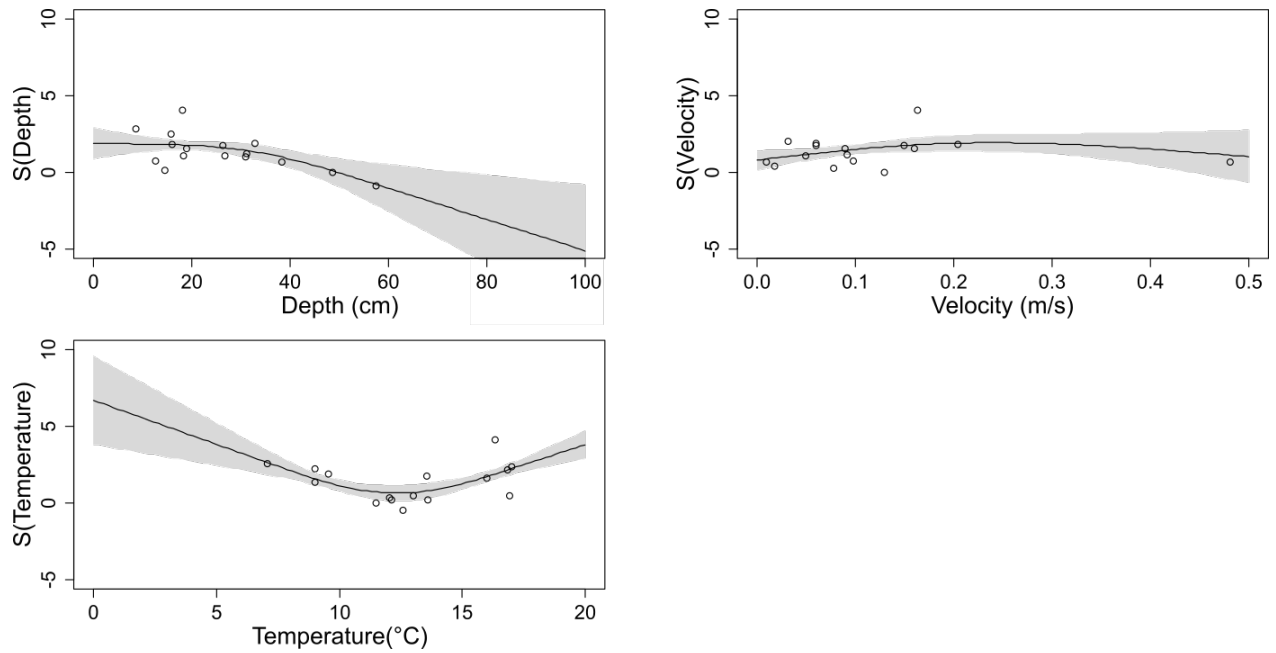 S(Depth)
10
5
0
-5
0 20 40 60 80 100
Depth (cm)
S(Velocity)
10
5
0
-5
0.0 0.1 0.2 0.3 0.4 0.5
Velocity (m/s)
S(Temperature)
10
5
0
-5
0 5 10 15 20
Temperature(°C)